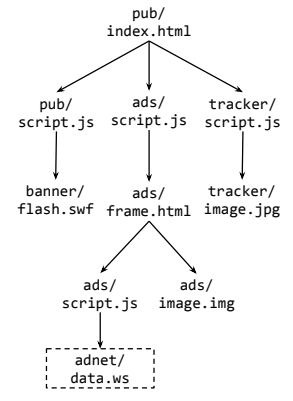 pub/
index.html
pub/
script.js
ads/
script.js
tracker/
script.js
banner/
flash.swf
ads/
frame.html
tracker/
image.jpg
ads/
script.js
ads/
image.img
adnet/
data.ws